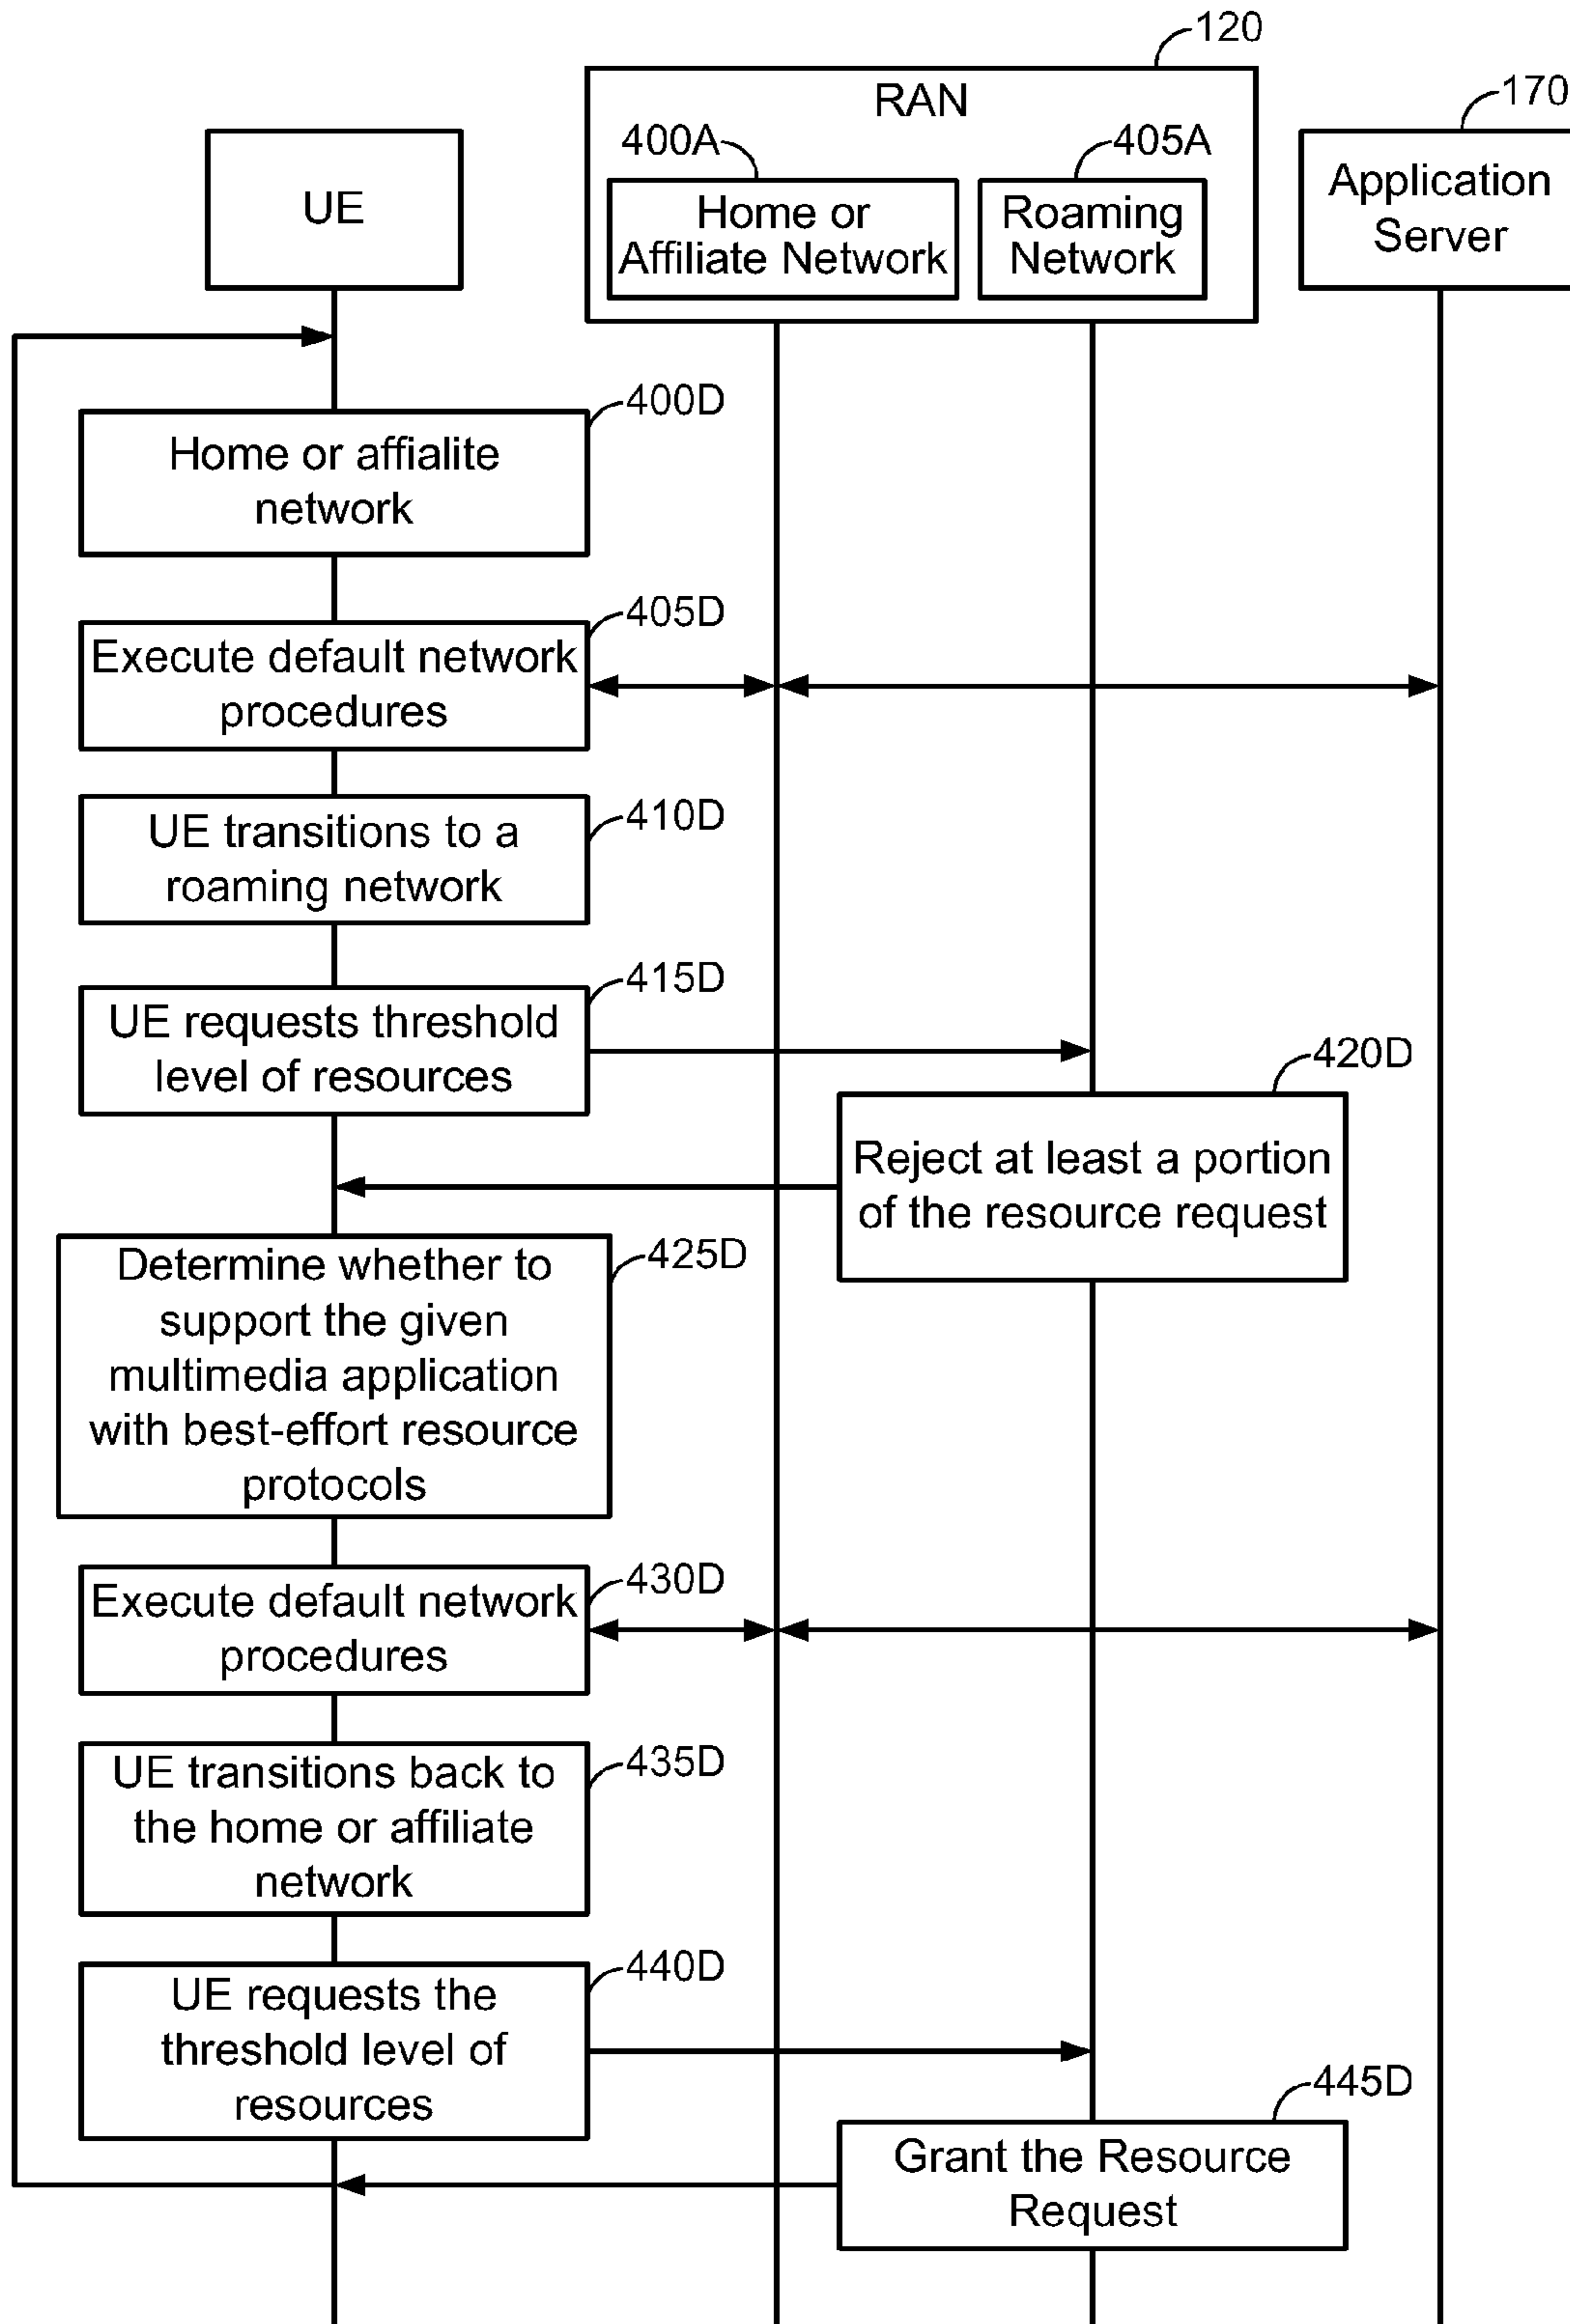 120
RAN
170
400A
405A
UE
Home or
Affiliate Network
Roaming
Network
Application
Server
400D
Home or affialite
network
405D
Execute default network
procedures
410D
UE transitions to a
roaming network
415D
UE requests threshold
level of resources
420D
Reject at least a portion
of the resource request
425D
Determine whether to
support the given
multimedia application
with best-effort resource
protocols
430D
Execute default network
procedures
435D
UE transitions back to
the home or affiliate
network
440D
UE requests the
threshold level of
resources
445D
Grant the Resource
Request